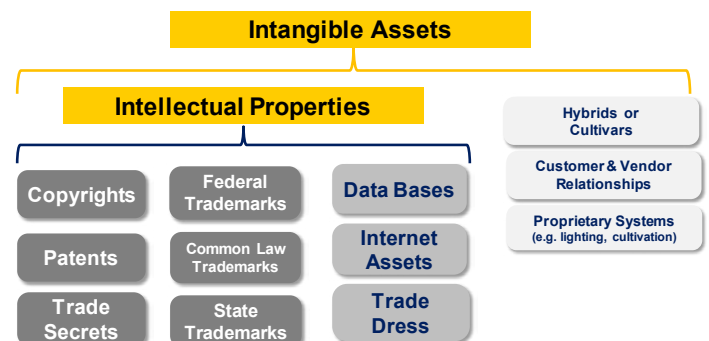 Intangible Assets
Intellectual Properties
Hybrids or
Cultivars
Customer & Vendor
Relationships
Proprietary Systems
(e.g. lighting, cultivation)
Copyrights
Federal
Trademarks
Data Bases
Patents
Common Law
Trademarks
Internet
Assets
Trade
Secrets
State
Trademarks
Trade
Dress